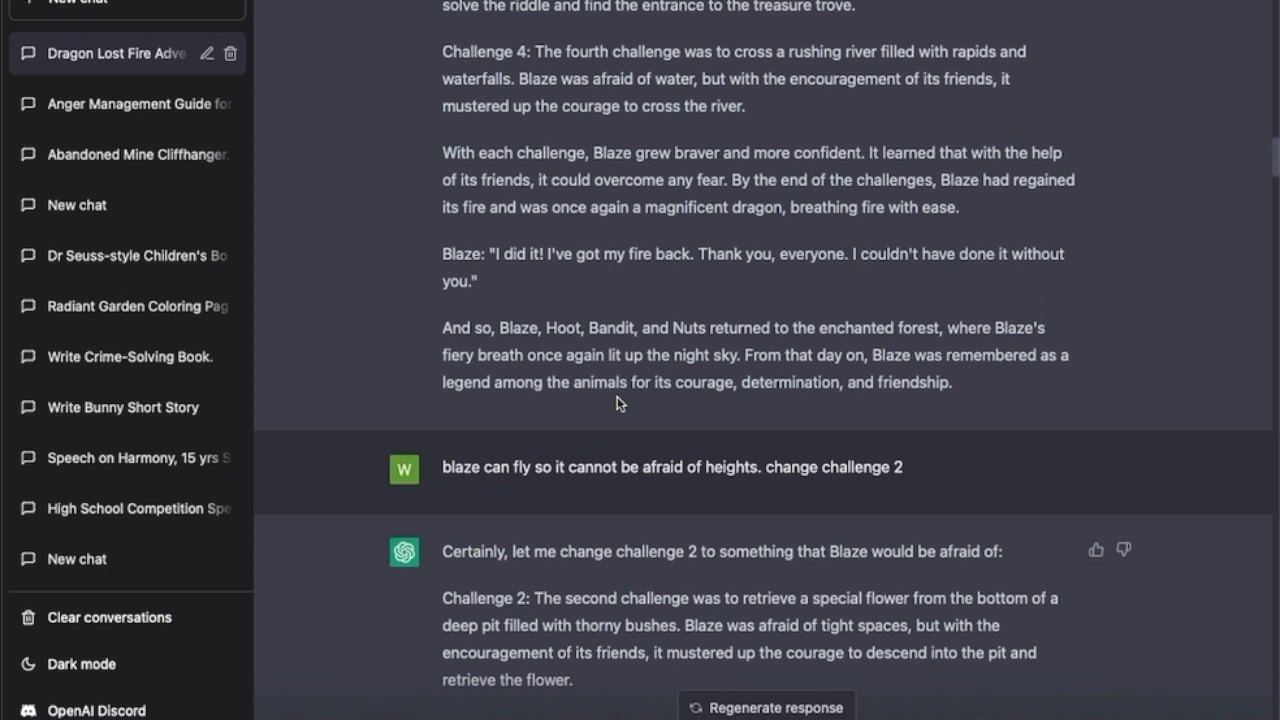 New chat
Dragon Lost Fire Adve
Anger Management Guide for
Abandoned Mine Cliffhanger.
New chat
Dr Seuss-style Children's Bo
Radiant Garden Coloring Pag
Write Crime-Solving Book.
Write Bunny Short Story
Speech on Harmony, 15 yrs S
High School Competition Spe
New chat
Clear conversations
Dark mode
OpenAI Discord
solve the riddle and find the entrance to the treasure trove.
Challenge 4: The fourth challenge was to cross a rushing river filled with rapids and
waterfalls. Blaze was afraid of water, but with the encouragement of its friends, it
mustered up the courage to cross the river.
With each challenge, Blaze grew braver and more confident. It learned that with the help
of its friends, it could overcome any fear. By the end of the challenges, Blaze had regained
its fire and was once again a magnificent dragon, breathing fire with ease.
Blaze: "I did it! I've got my fire back. Thank you, everyone. I couldn't have done it without
you."
And so, Blaze, Hoot, Bandit, and Nuts returned to the enchanted forest, where Blaze's
fiery breath once again lit up the night sky. From that day on, Blaze was remembered as a
legend among the animals for its courage, determination, and friendship.
W
blaze can fly so it cannot be afraid of heights. change challenge 2
Certainly, let me change challenge 2 to something that Blaze would be afraid of:
Challenge 2: The second challenge was to retrieve a special flower from the bottom of a
deep pit filled with thorny bushes. Blaze was afraid of tight spaces, but with the
encouragement of its friends, it mustered up the courage to descend into the pit and
retrieve the flower.
Regenerate response